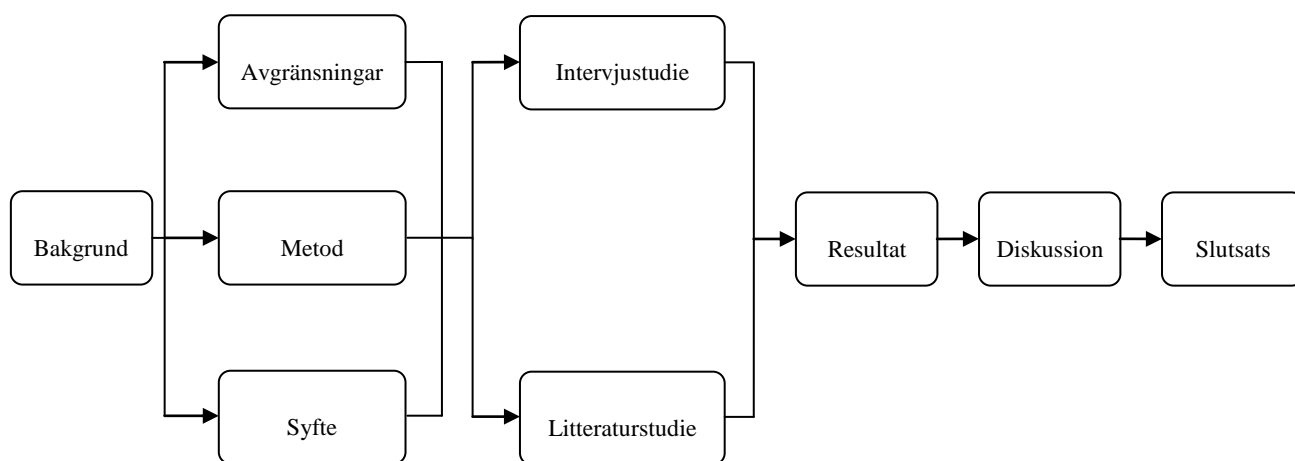 Avgränsningar
Intervjustudie
Bakgrund
Metod
Resultat
Diskussion
Slutsats
Syfte
Litteraturstudie